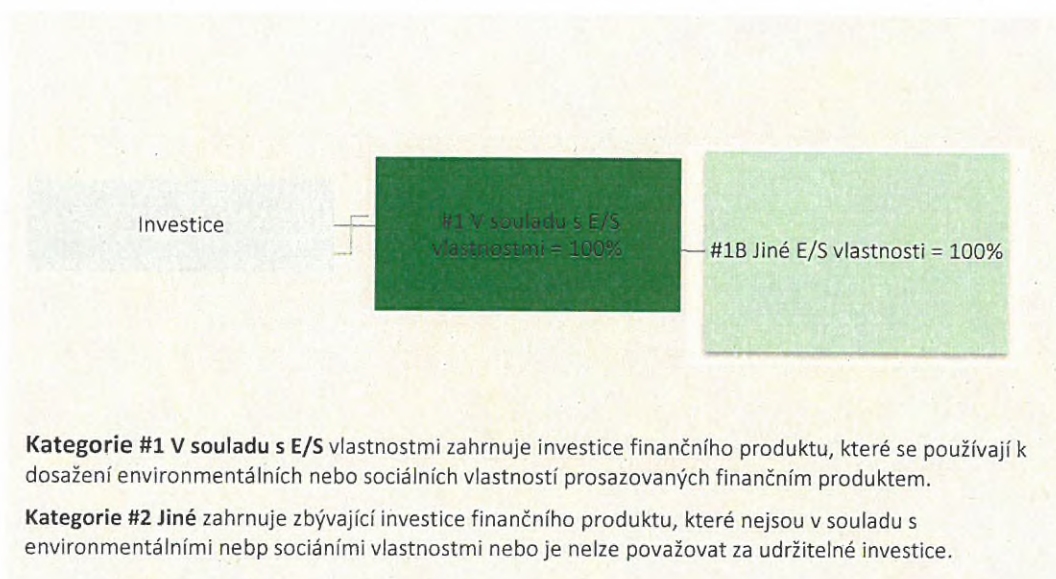 Investice
#1 V souladu s E/S
vlastnostmi = 100%
#1B Jiné E/S vlastnosti = 100%
Kategorie #1 V souladu s E/S vlastnostmi zahrnuje investice finančního produktu, které se používají k
dosažení environmentálních nebo sociálních vlastností prosazovaných finančním produktem.
Kategorie #2 Jiné zahrnuje zbývající investice finančního produktu, které nejsou v souladu s
environmentálními nebp sociáními vlastnostmi nebo je nelze považovat za udržitelné investice.